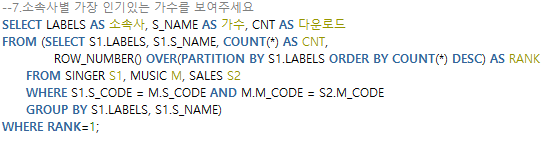 --7.소속사별 가장 인기있는 가수를 보여주세요
SELECT LABELS AS 소속사, S_NAME AS 가수, CNT AS 다운로드
FROM (SELECT S1.LABELS, S1.S_NAME, COUNT(*) AS CNT,
ROW_NUMBER() OVER(PARTITION BY S1.LABELS ORDER BY COUNT(*) DESC) AS RANK
FROM SINGER S1, MUSIC M, SALES S2
WHERE S1.S_CODE = M.S_CODE AND M.M_CODE = S2.M_CODE
GROUP BY S1.LABELS, S1.S_NAME)
WHERE RANK=1;